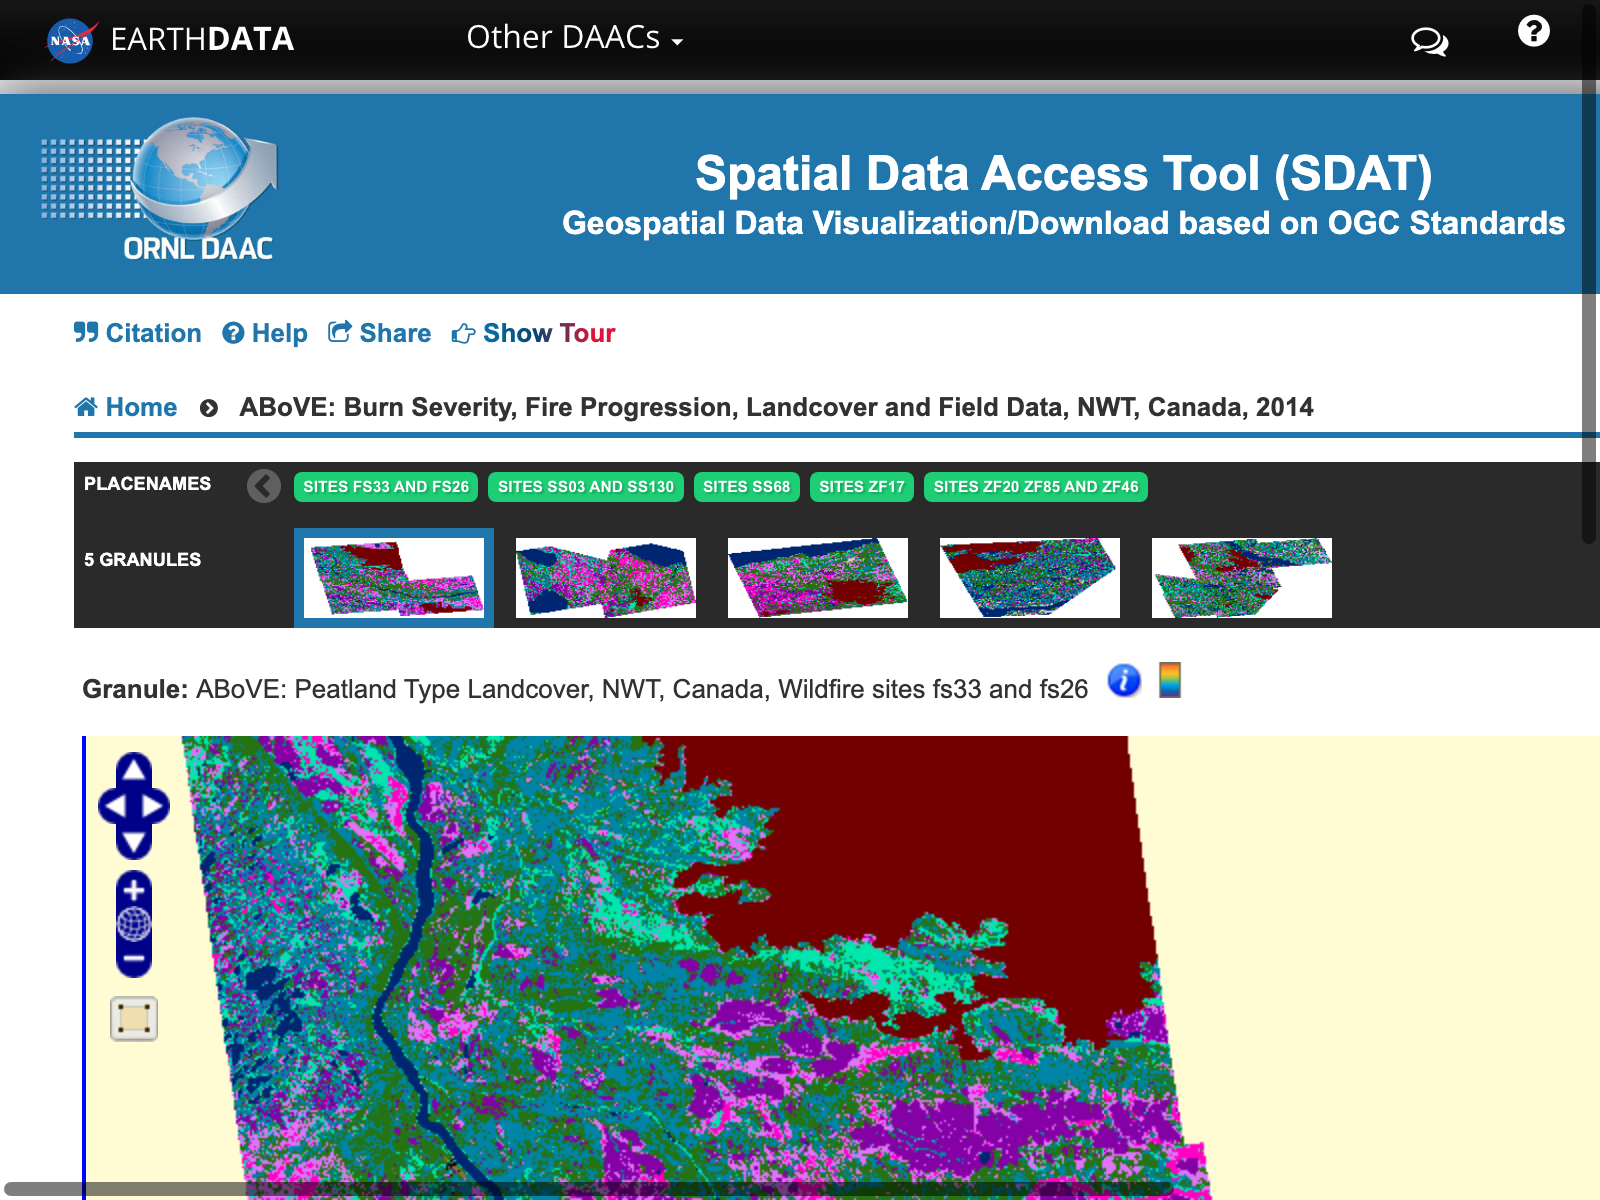 NASA EARTHDATA Other DAACs
ORNL DAAC
Spatial Data Access Tool (SDAT)
Geospatial Data Visualization/Download based on OGC Standards
Citation Help Share Show Tour
Home ABoVE: Burn Severity, Fire Progression, Landcover and Field Data, NWT, Canada, 2014
PLACENAMES SITES FS33 AND FS26 SITES SS03 AND SS130 SITES SS68 SITES ZF17 SITES ZF20 ZF85 AND ZF46
5 GRANULES
Granule: ABoVE: Peatland Type Landcover, NWT, Canada, Wildfire sites fs33 and fs26